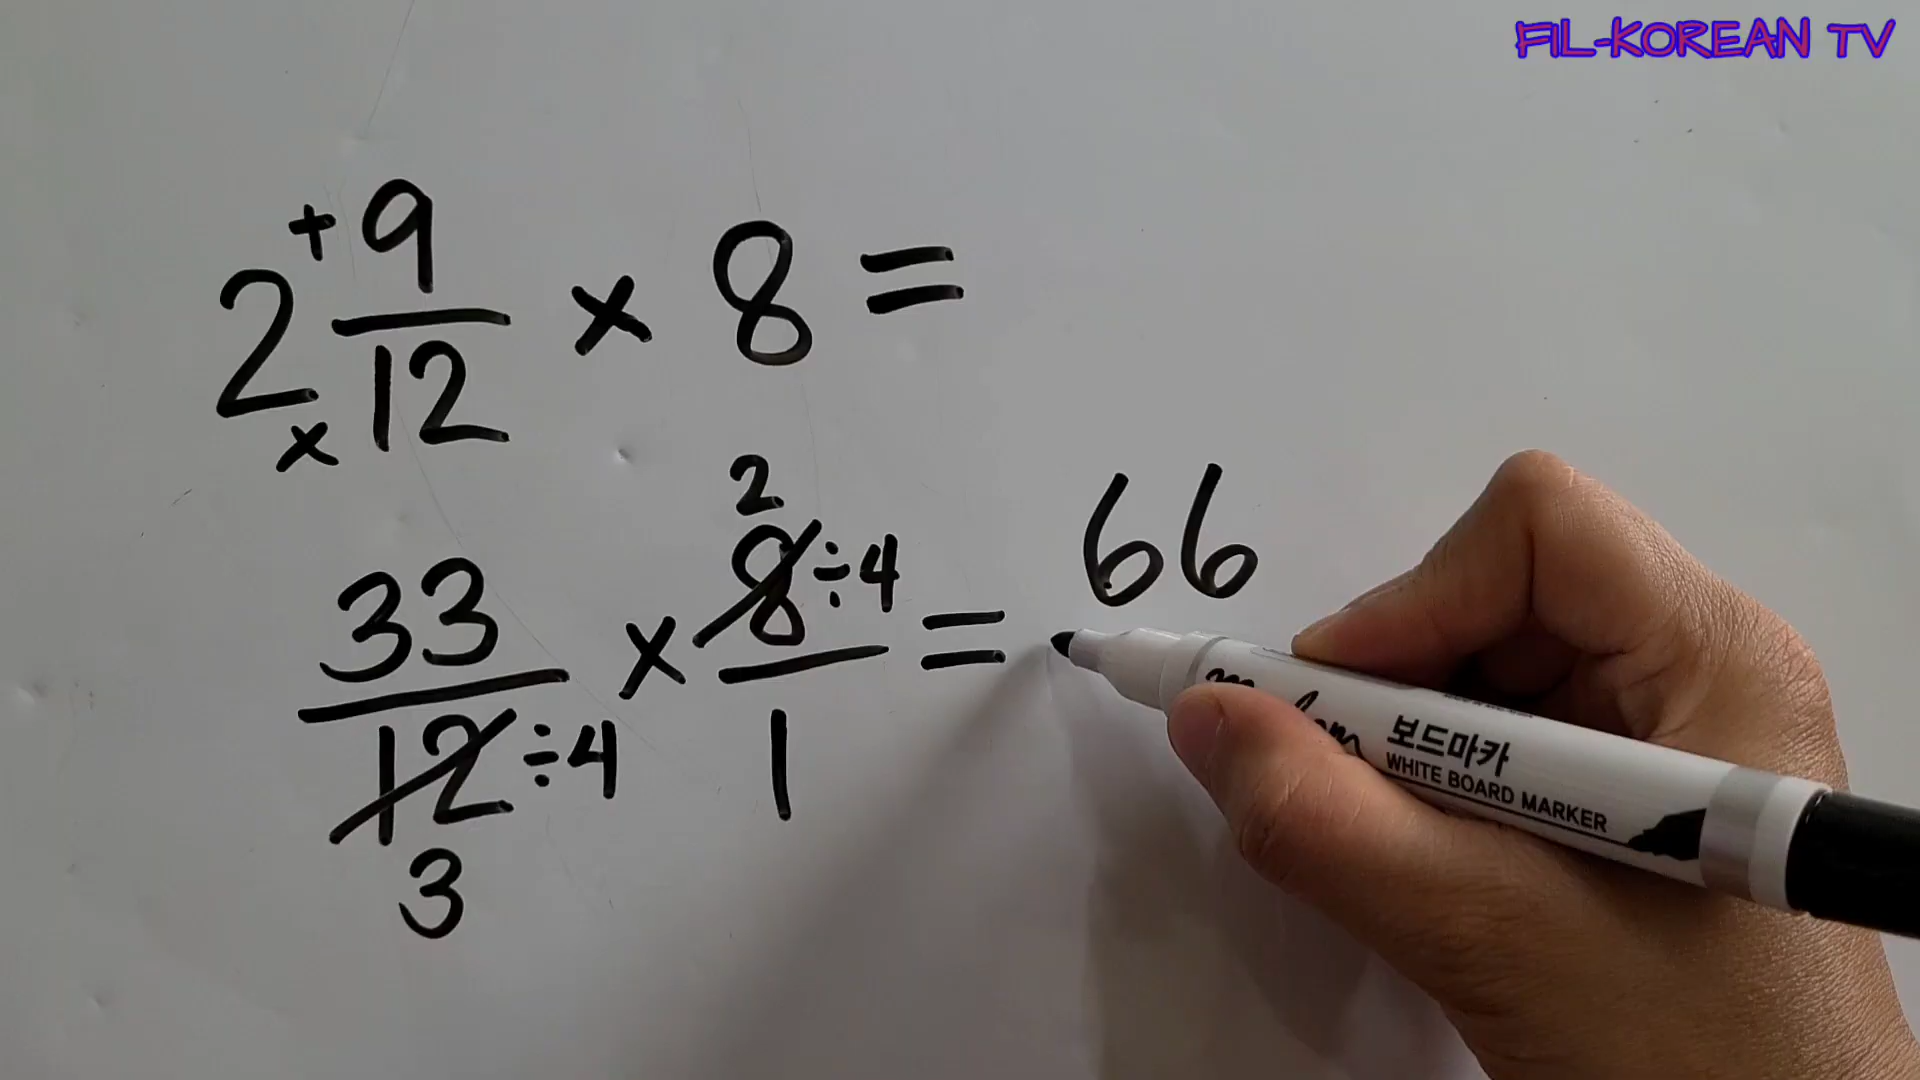 FIL-KOREAN TV
2 + 9/12 × 8 =
×
2
33/12 × 8/1 = 66
÷4
÷4
3
보드마카
WHITE BOARD MARKER